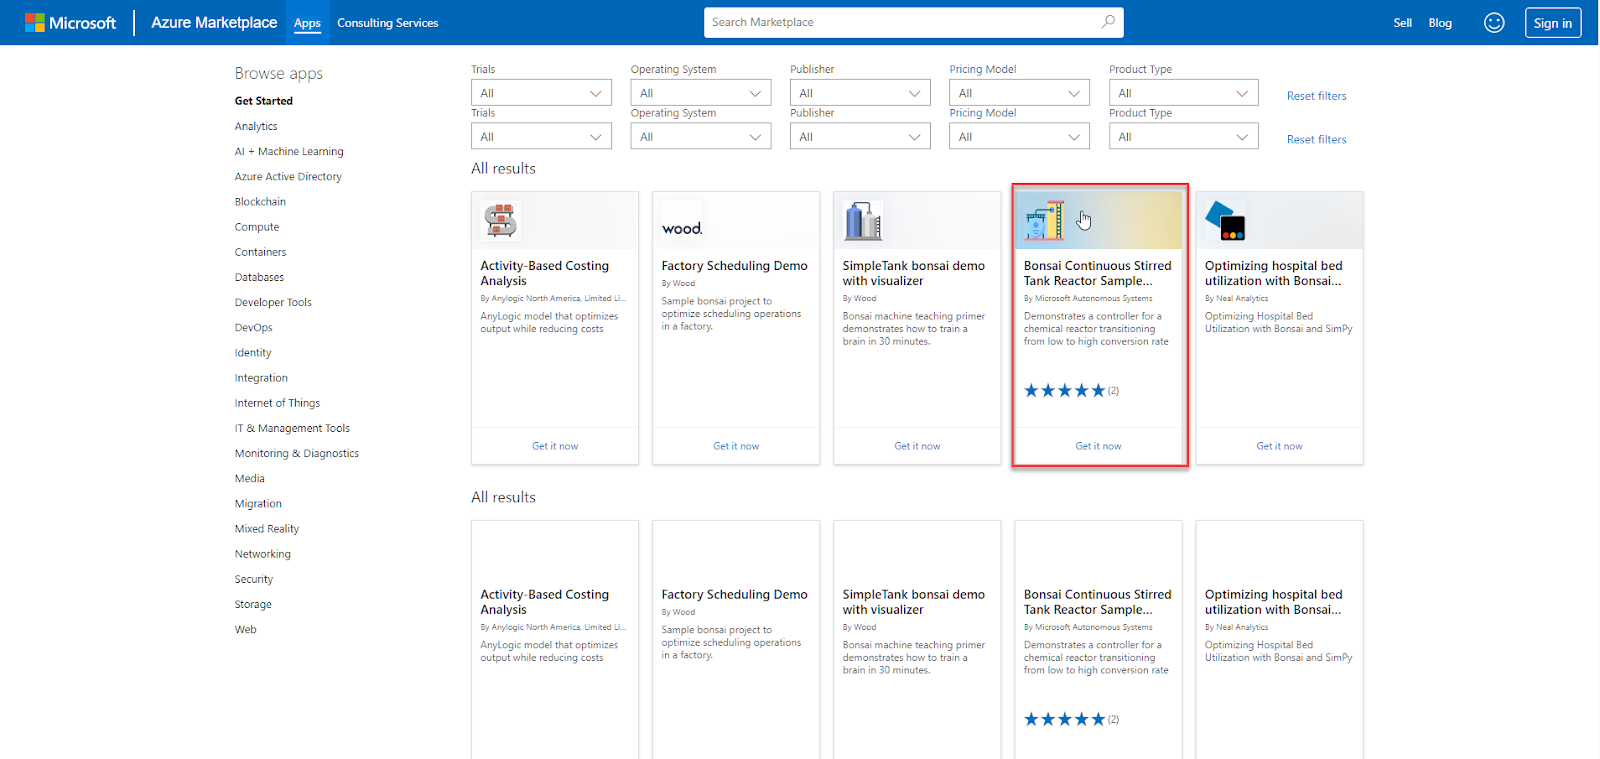 Microsoft
Azure Marketplace
Apps
Consulting Services
Search Marketplace
Sell
Blog
Sign in
Browse apps
Get Started
Analytics
AI + Machine Learning
Azure Active Directory
Blockchain
Compute
Containers
Databases
Developer Tools
DevOps
Identity
Integration
Internet of Things
IT & Management Tools
Monitoring & Diagnostics
Media
Migration
Mixed Reality
Networking
Security
Storage
Web
Trials
Operating System
Publisher
Pricing Model
Product Type
All
All
All
All
All
Reset filters
Trials
Operating System
Publisher
Pricing Model
Product Type
All
All
All
All
All
Reset filters
All results
Activity-Based Costing
Analysis
By Anylogic North America, Limited Li...
AnyLogic model that optimizes
output while reducing costs
Get it now
wood.
Factory Scheduling Demo
By Wood
Sample bonsai project to
optimize scheduling operations
in a factory.
Get it now
SimpleTank bonsai demo
with visualizer
By Wood
Bonsai machine teaching primer
demonstrates how to train a
brain in 30 minutes.
Get it now
Bonsai Continuous Stirred
Tank Reactor Sample...
By Microsoft Autonomous Systems
Demonstrates a controller for a
chemical reactor transitioning
from low to high conversion rate
(2)
Get it now
Optimizing hospital bed
utilization with Bonsai...
By Neal Analytics
Optimizing Hospital Bed
Utilization with Bonsai and SimPy
Get it now
All results
Activity-Based Costing
Analysis
By Anylogic North America, Limited Li...
AnyLogic model that optimizes
output while reducing costs
Factory Scheduling Demo
By Wood
Sample bonsai project to
optimize scheduling operations
in a factory.
SimpleTank bonsai demo
with visualizer
By Wood
Bonsai machine teaching primer
demonstrates how to train a
brain in 30 minutes.
Bonsai Continuous Stirred
Tank Reactor Sample...
By Microsoft Autonomous Systems
Demonstrates a controller for a
chemical reactor transitioning
from low to high conversion rate
(2)
Optimizing hospital bed
utilization with Bonsai...
By Neal Analytics
Optimizing Hospital Bed
Utilization with Bonsai and SimPy